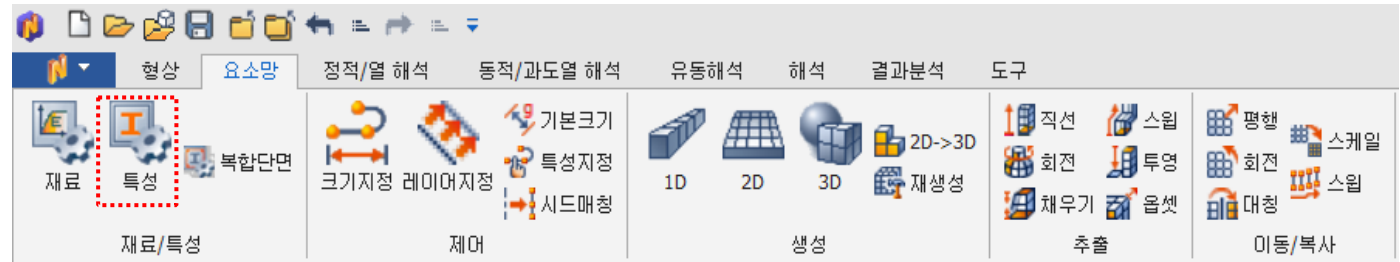 형상 요소망 정적/열 해석 동적/과도열 해석 유동해석 해석 결과분석 도구
재료 특성 복합단면
재료/특성
크기지정 레이어지정 기본크기
특성지정
시드매칭
제어
1D 2D 3D 2D->3D
재생성
생성
직선 스윕
회전 투영
채우기 옵셋
추출
평행 스케일
회전 스윕
대칭
이동/복사